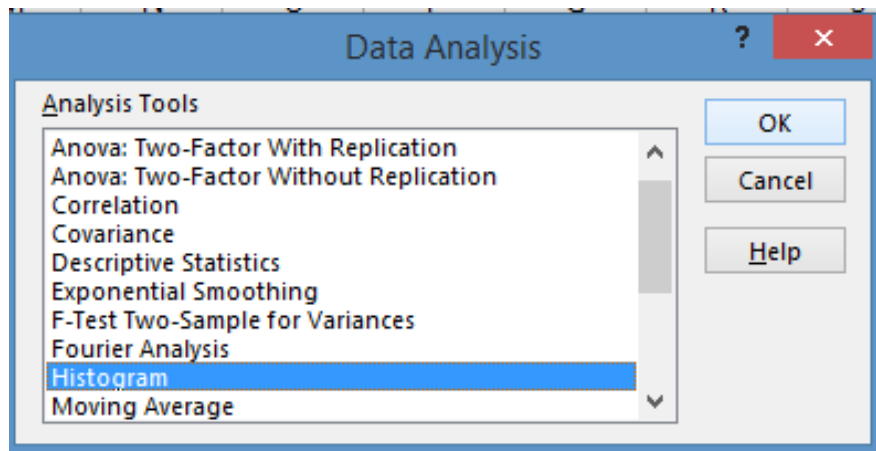 Data Analysis
?
Analysis Tools
Anova: Two-Factor With Replication
Anova: Two-Factor Without Replication
Correlation
Covariance
Descriptive Statistics
Exponential Smoothing
F-Test Two-Sample for Variances
Fourier Analysis
Histogram
Moving Average
OK
Cancel
Help